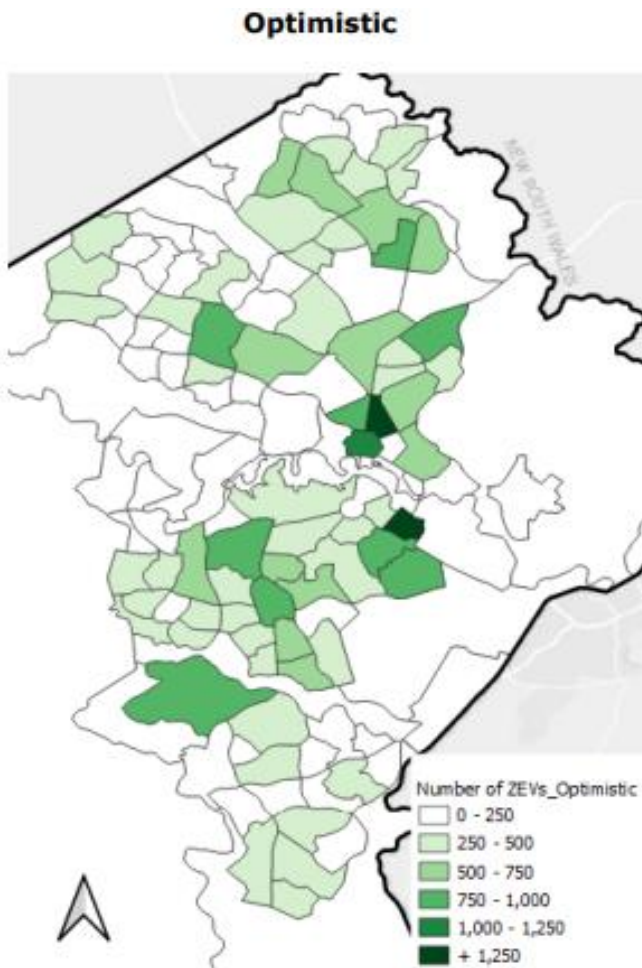 Optimistic
NEW SOUTH WALES
Number of ZEVs_Optimistic
0 - 250
250 - 500
500 - 750
750 - 1,000
1,000 - 1,250
+ 1,250